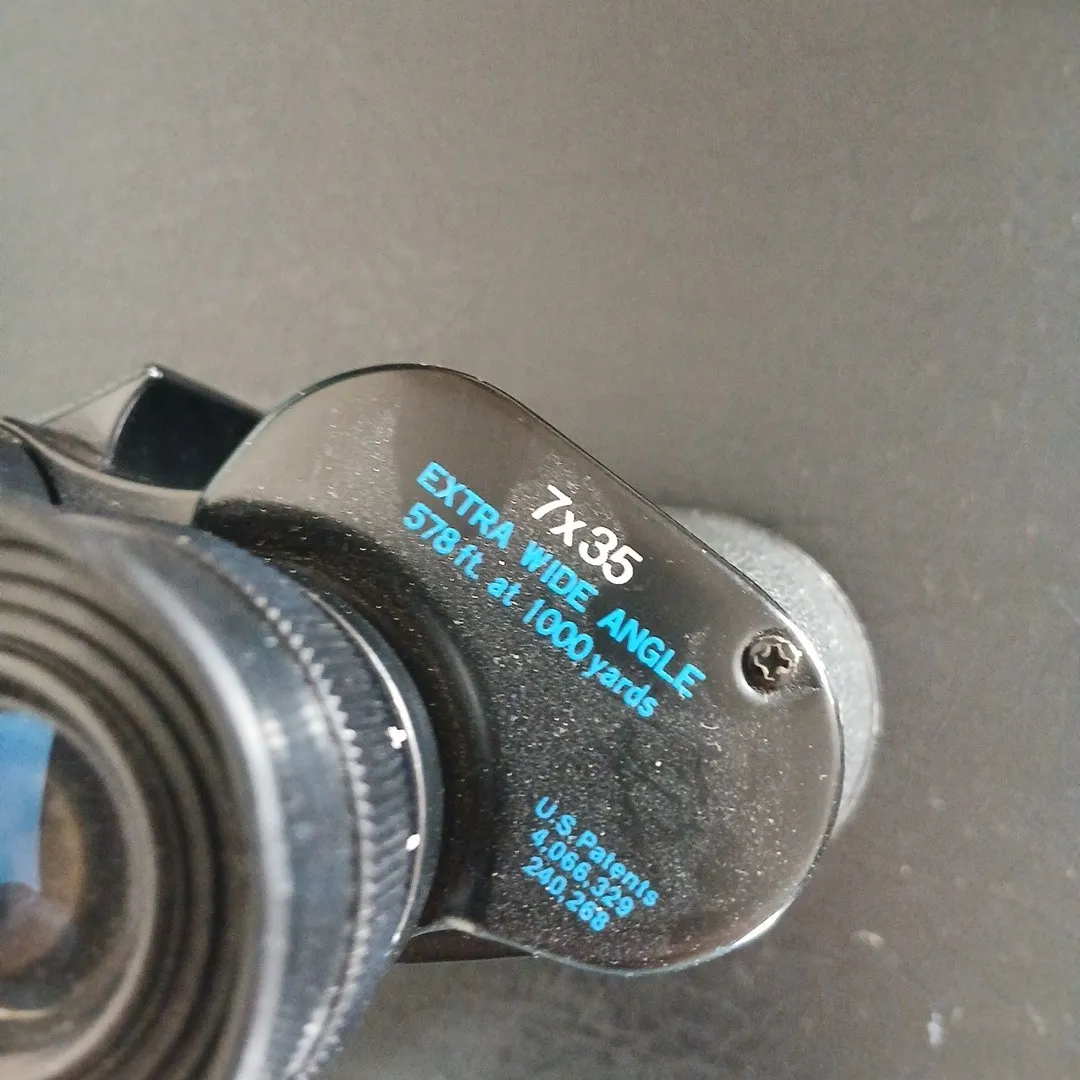 7x35
EXTRA WIDE ANGLE
578 ft. at 1000 yards
U.S. Patents
4,066,329
240,268